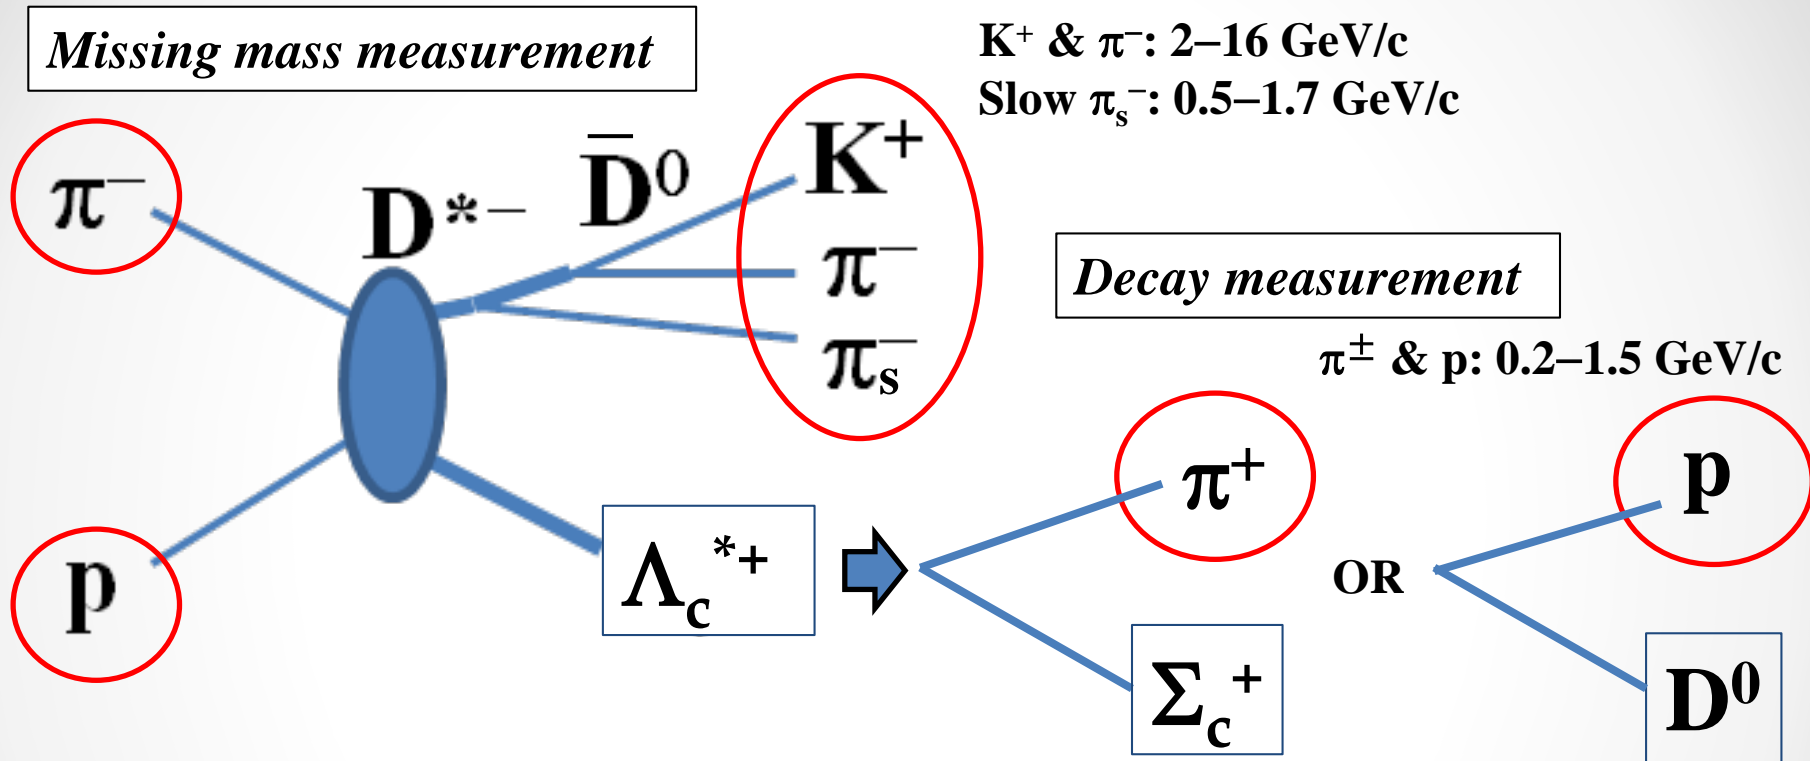 Missing mass measurement
K⁺ & π⁻: 2–16 GeV/c
Slow πₛ⁻: 0.5–1.7 GeV/c
π⁻
D*⁻
D̅⁰
K⁺
π⁻
πₛ⁻
Decay measurement
π± & p: 0.2–1.5 GeV/c
p
Λc*⁺
π⁺
Σc⁺
OR
p
D⁰